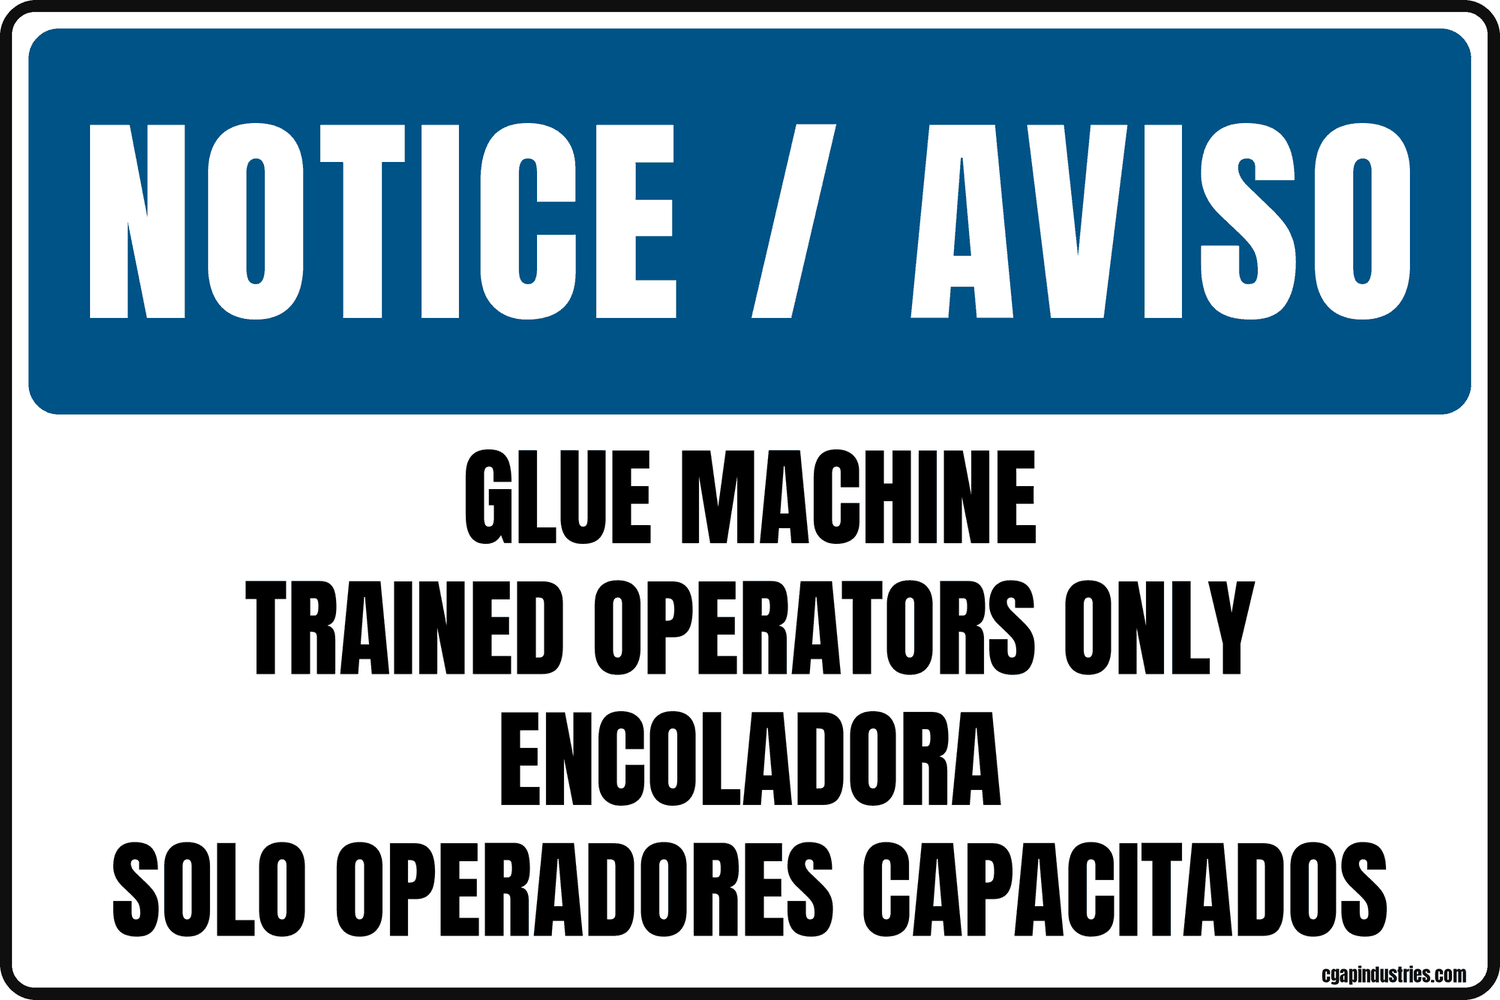 NOTICE / AVISO
GLUE MACHINE
TRAINED OPERATORS ONLY
ENCOLADORA
SOLO OPERADORES CAPACITADOS
cgapindustries.com